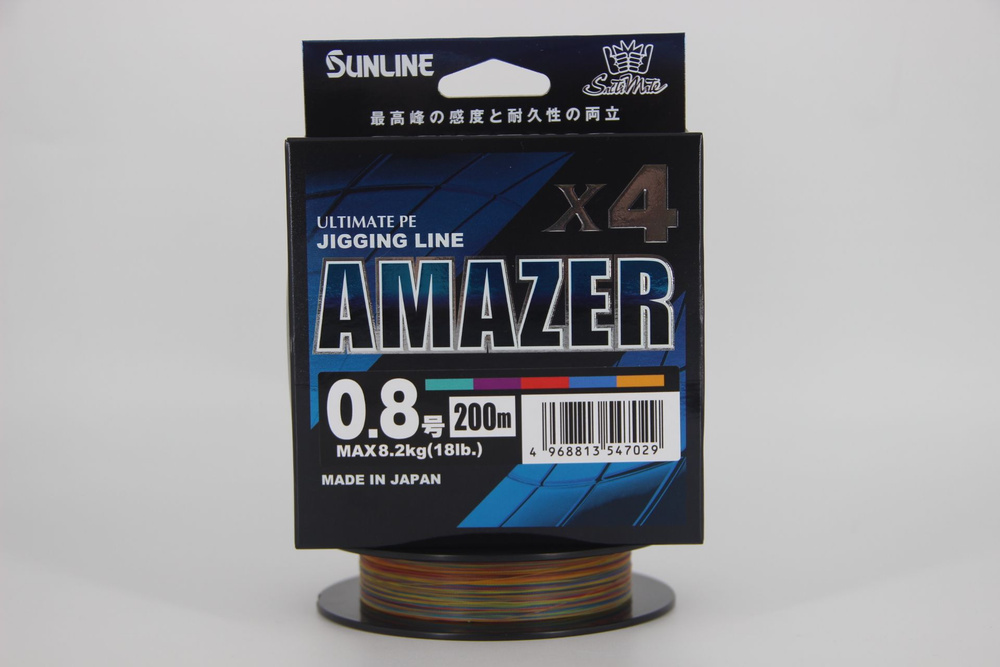 SUNLINE
SaltiMate
最高峰の感度と耐久性の両立
X4
ULTIMATE PE
JIGGING LINE
AMAZER
0.8号
200m
MAX8.2kg(18lb.)
4 968813 547029
MADE IN JAPAN